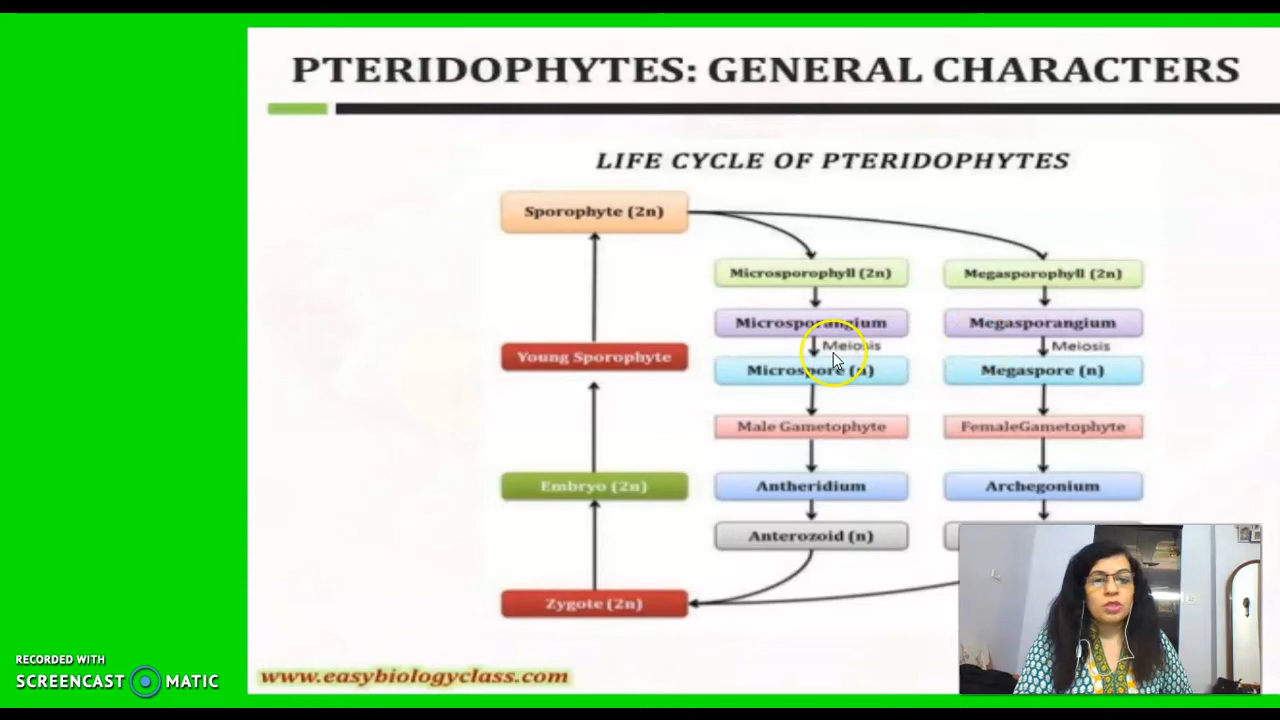 PTERIDOPHYTES: GENERAL CHARACTERS
LIFE CYCLE OF PTERIDOPHYTES
Sporophyte (2n)
Microsporophyll (2n)
Megasporophyll (2n)
Microsporangium
Megasporangium
Meiosis
Meiosis
Young Sporophyte
Microspore (n)
Megaspore (n)
Male Gametophyte
FemaleGametophyte
Embryo (2n)
Antheridium
Archegonium
Anterozoid (n)
Zygote (2n)
www.easybiologyclass.com
RECORDED WITH
SCREENCAST MATIC